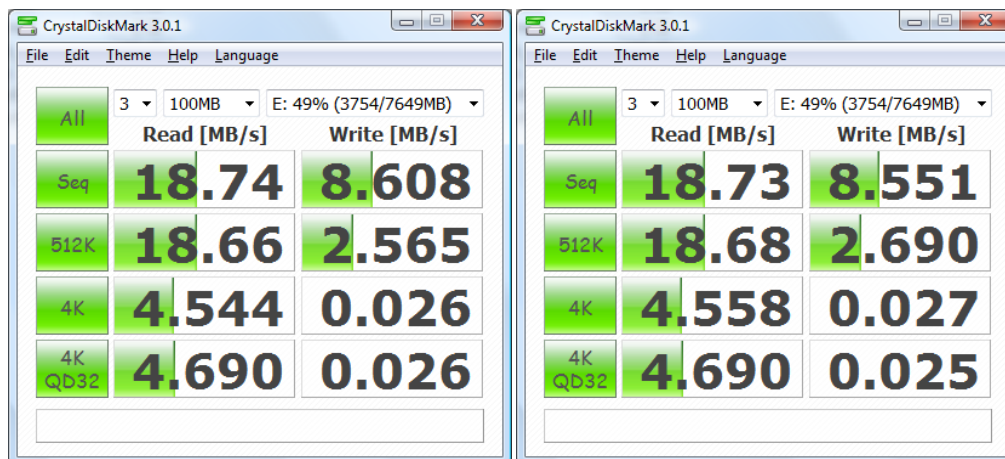 CrystalDiskMark 3.0.1
File Edit Theme Help Language
All 3 100MB E: 49% (3754/7649MB)
Read [MB/s] Write [MB/s]
Seq 18.74 8.608
512K 18.66 2.565
4K 4.544 0.026
4K QD32 4.690 0.026
CrystalDiskMark 3.0.1
File Edit Theme Help Language
All 3 100MB E: 49% (3754/7649MB)
Read [MB/s] Write [MB/s]
Seq 18.73 8.551
512K 18.68 2.690
4K 4.558 0.027
4K QD32 4.690 0.025